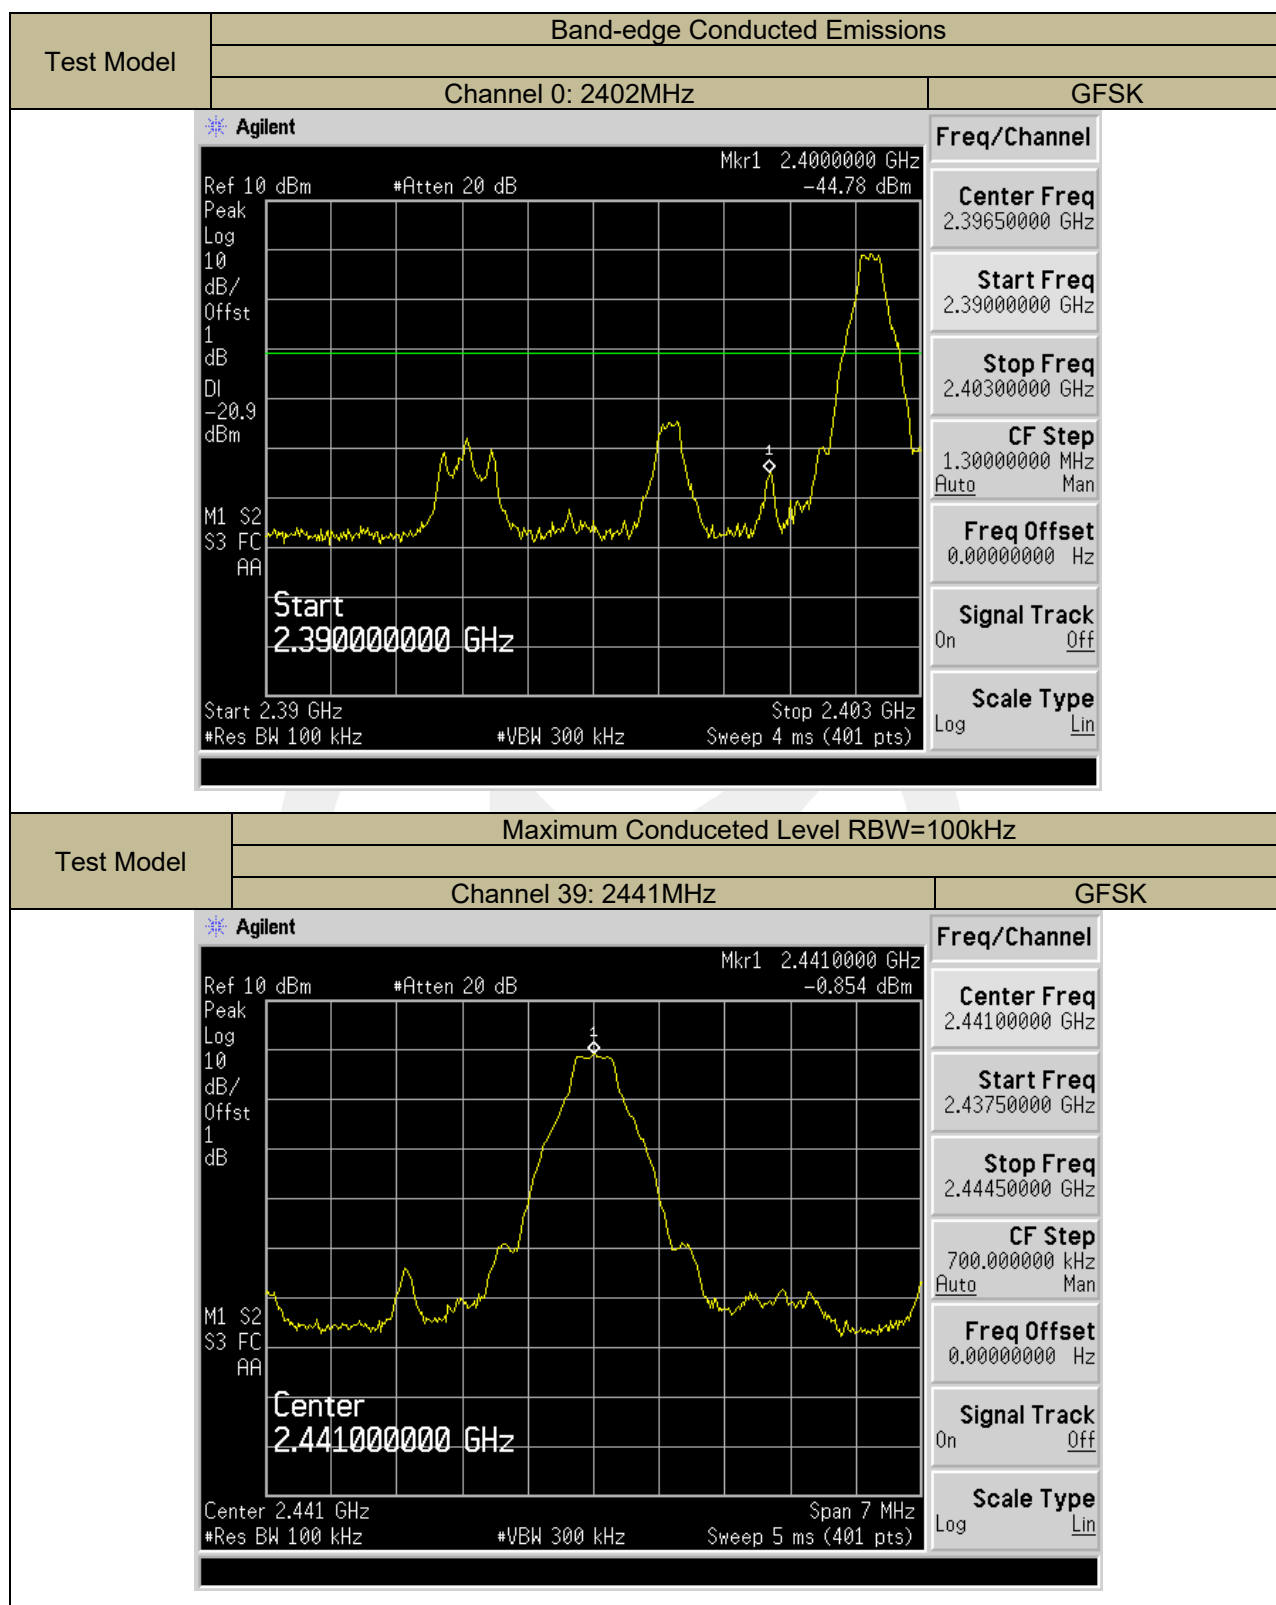 Test Model
Band-edge Conducted Emissions
Channel 0: 2402MHz
GFSK
Agilent
Freq/Channel
Mkr1 2.4000000 GHz
Ref 10 dBm #Atten 20 dB -44.78 dBm
Peak
Log
10
dB/
Offst
1
dB
DI
-20.9
dBm
1
M1 S2
S3 FC
AA
Start
2.390000000 GHz
Start 2.39 GHz Stop 2.403 GHz
#Res BW 100 kHz #VBW 300 kHz Sweep 4 ms (401 pts)
Center Freq
2.39650000 GHz
Start Freq
2.39000000 GHz
Stop Freq
2.40300000 GHz
CF Step
1.30000000 MHz
Auto Man
Freq Offset
0.00000000 Hz
Signal Track
On Off
Scale Type
Log Lin
Test Model
Maximum Conduceted Level RBW=100kHz
Channel 39: 2441MHz
GFSK
Agilent
Freq/Channel
Mkr1 2.4410000 GHz
Ref 10 dBm #Atten 20 dB -0.854 dBm
Peak
Log
10
dB/
Offst
1
dB
1
M1 S2
S3 FC
AA
Center
2.441000000 GHz
Center 2.441 GHz Span 7 MHz
#Res BW 100 kHz #VBW 300 kHz Sweep 5 ms (401 pts)
Center Freq
2.44100000 GHz
Start Freq
2.43750000 GHz
Stop Freq
2.44450000 GHz
CF Step
700.000000 kHz
Auto Man
Freq Offset
0.00000000 Hz
Signal Track
On Off
Scale Type
Log Lin